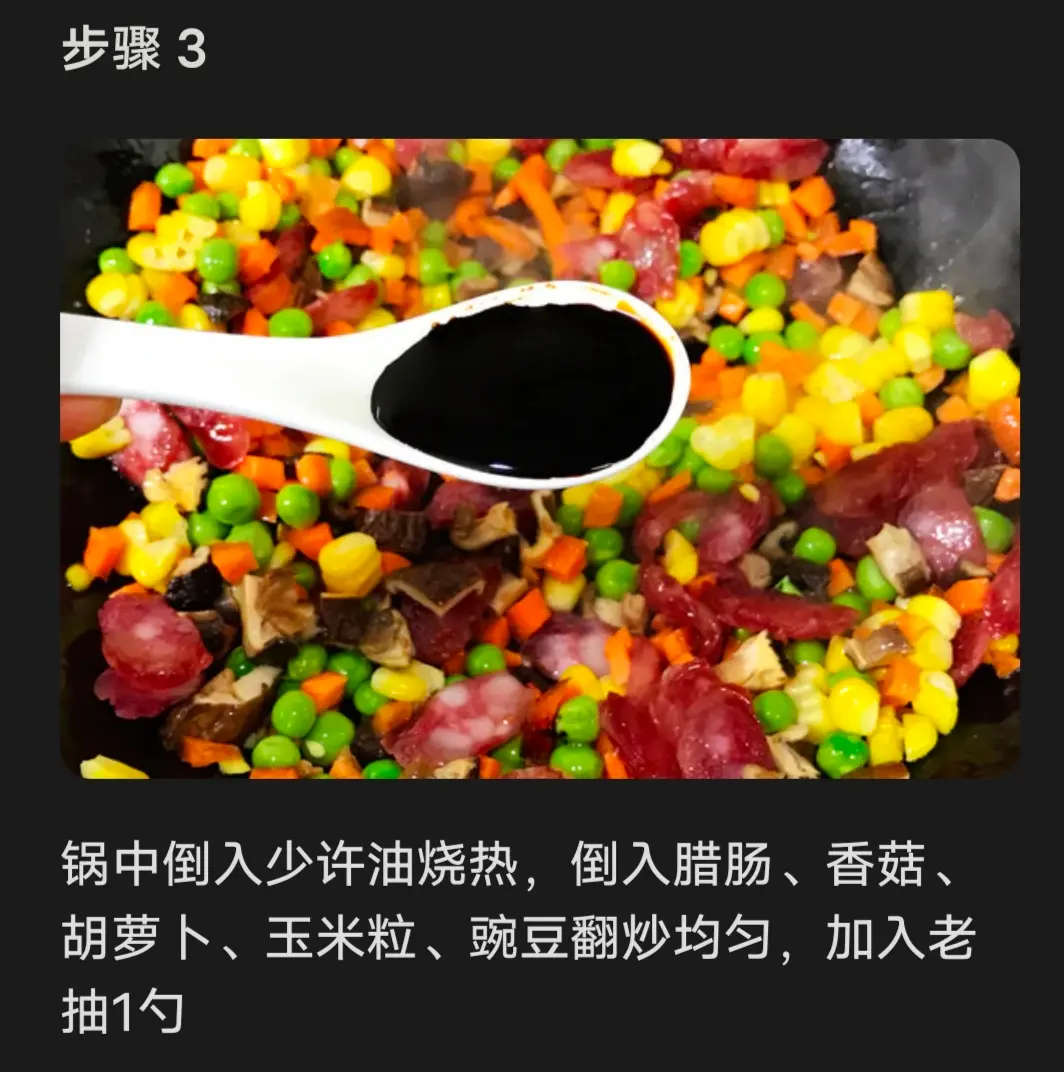 步骤 3
锅中倒入少许油烧热，倒入腊肠、香菇、
胡萝卜、玉米粒、豌豆翻炒均匀，加入老
抽1勺